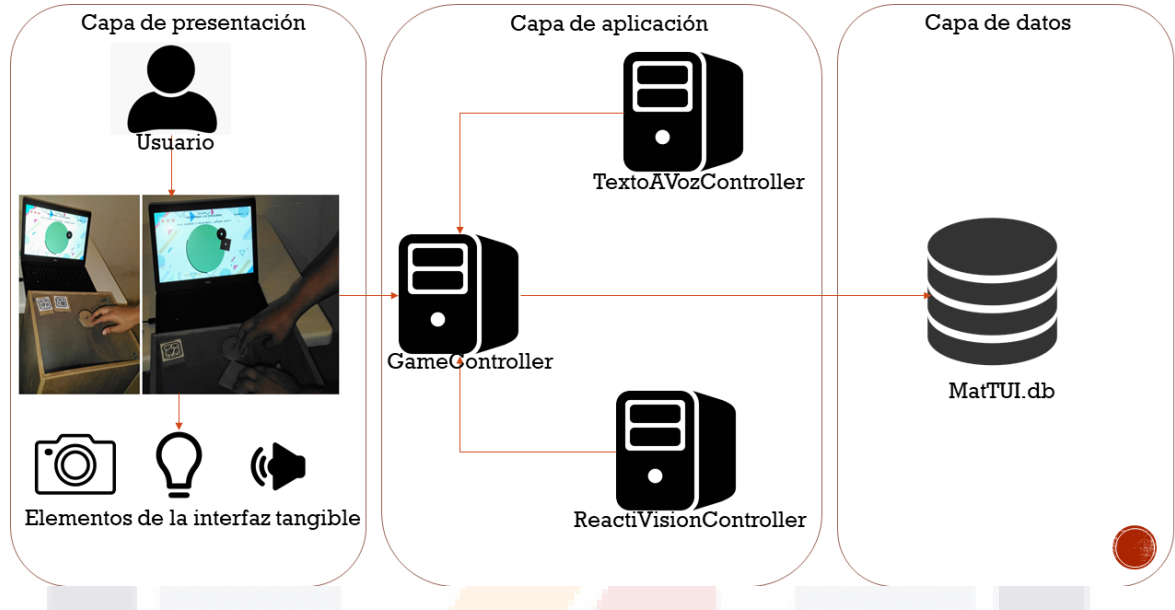 Capa de presentación
Capa de aplicación
Capa de datos
Usuario
TextoAVozController
GameController
MatTUI.db
ReactiVisionController
Elementos de la interfaz tangible